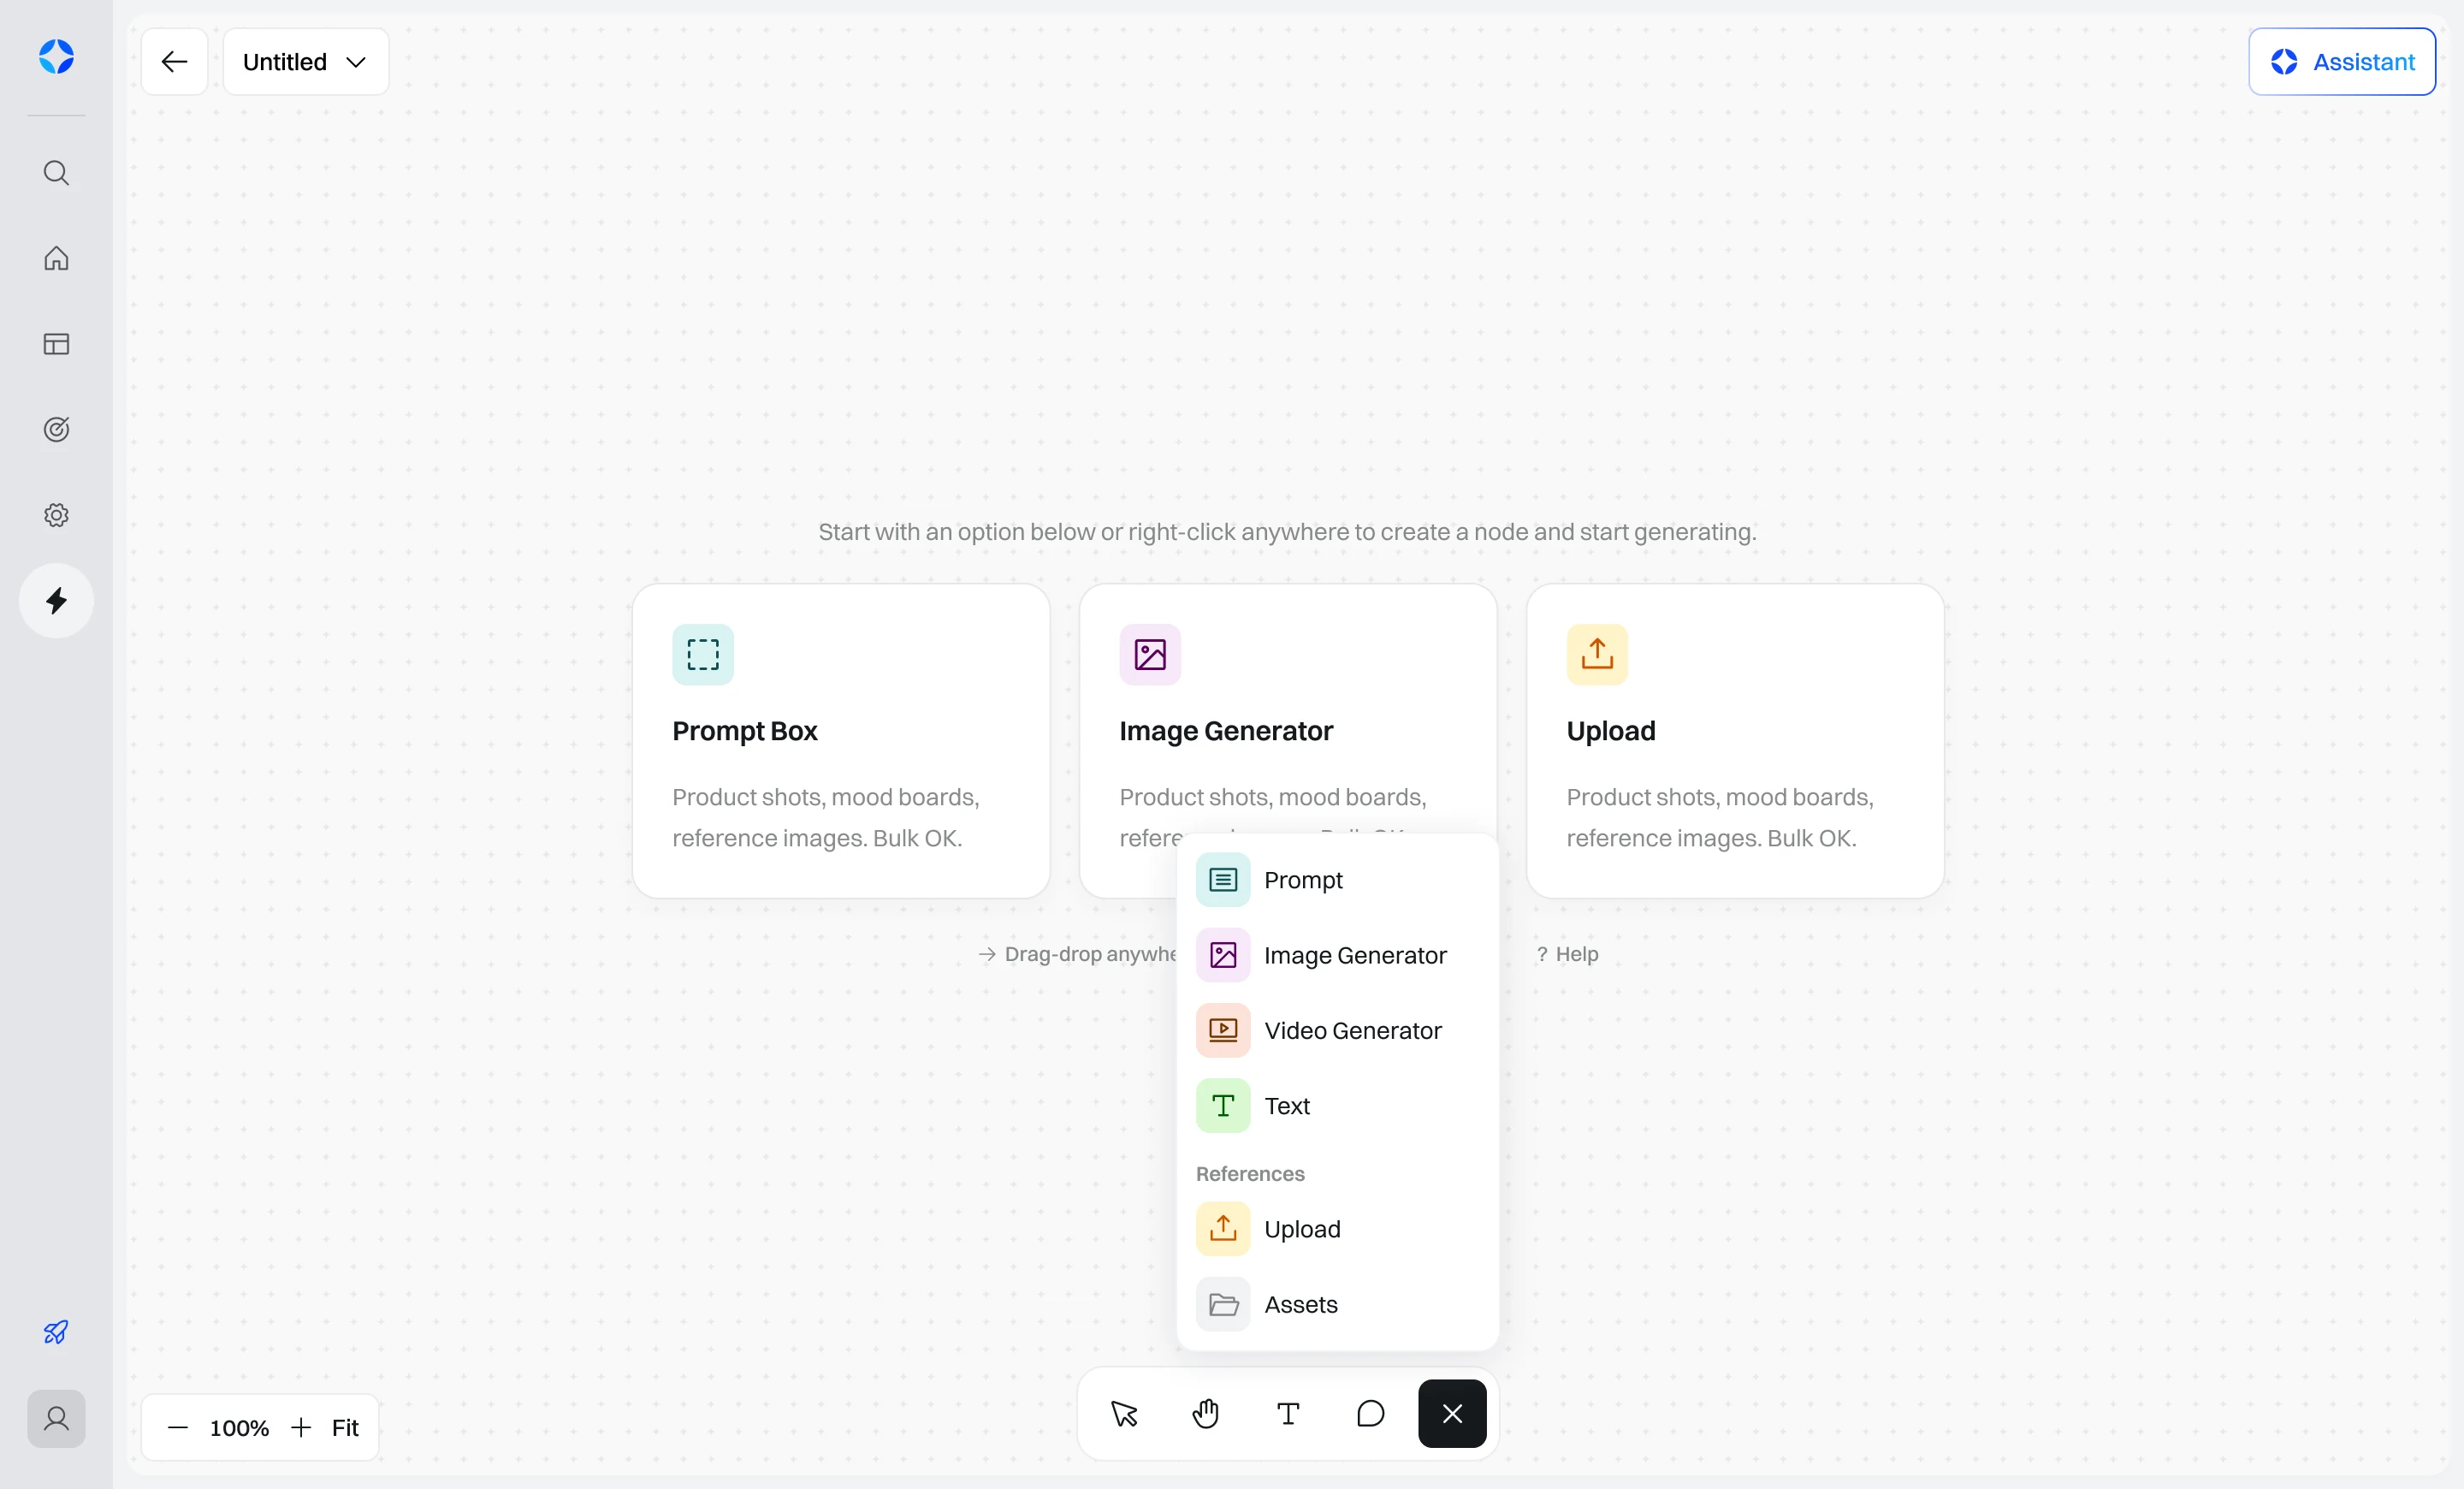 Untitled
Assistant
Start with an option below or right-click anywhere to create a node and start generating.
Prompt Box
Product shots, mood boards,
reference images. Bulk OK.
Image Generator
Product shots, mood boards,
Upload
Product shots, mood boards,
reference images. Bulk OK.
→ Drag-drop
? Help
Prompt
Image Generator
Video Generator
Text
References
Upload
Assets
100%
Fit